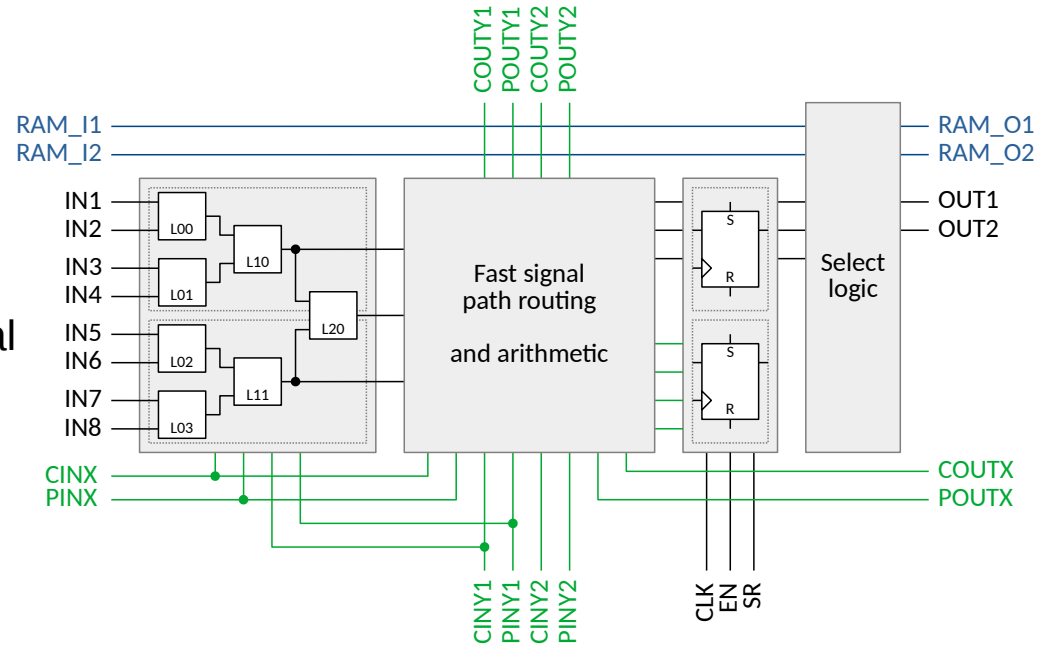 COUTY1
POUTY1
COUTY2
POUTY2
RAM_I1
RAM_O1
RAM_I2
RAM_O2
IN1
IN2
IN3
IN4
IN5
IN6
IN7
IN8
L00
L01
L02
L03
L10
L11
L20
Fast signal
path routing
and arithmetic
S
R
S
R
Select
logic
OUT1
OUT2
al
CINX
PINX
COUTX
POUTX
CINY1
PINY1
CINY2
PINY2
CLK
EN
SR